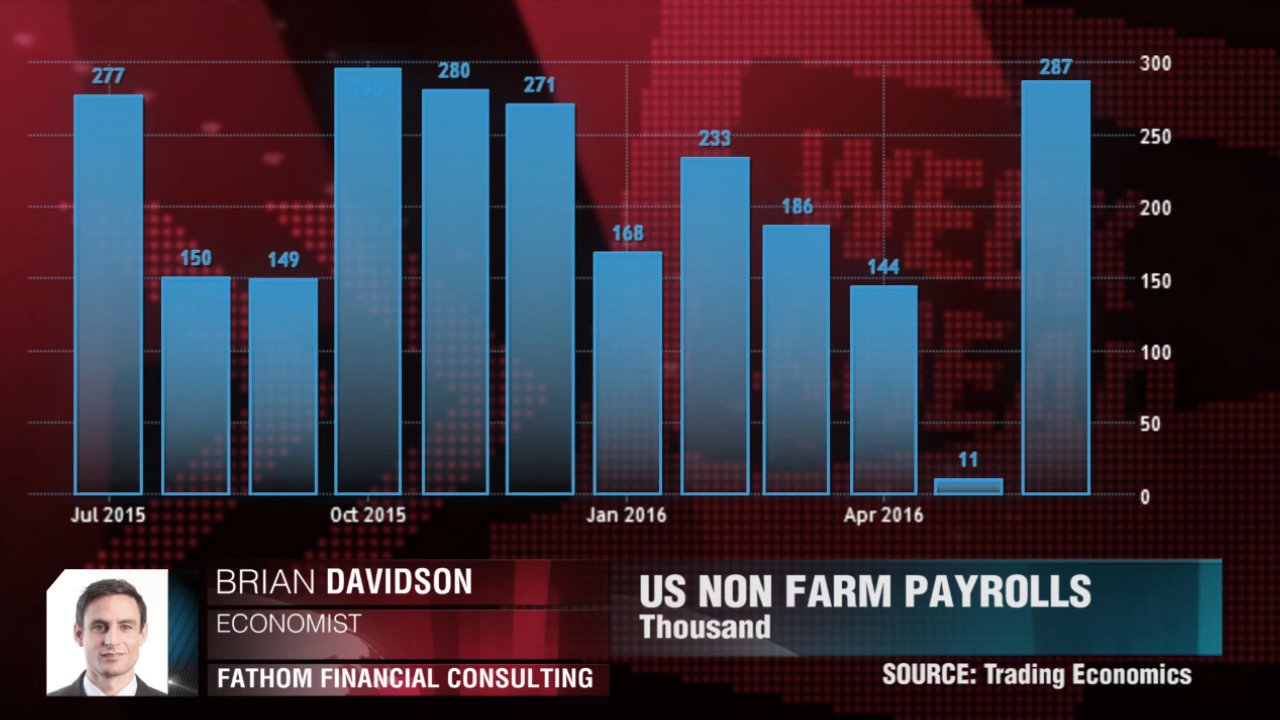 277
150
149
295
280
271
168
233
186
144
11
287
300
250
200
150
100
50
0
Jul 2015
Oct 2015
Jan 2016
Apr 2016
BRIAN DAVIDSON
ECONOMIST
FATHOM FINANCIAL CONSULTING
US NON FARM PAYROLLS
Thousand
SOURCE: Trading Economics